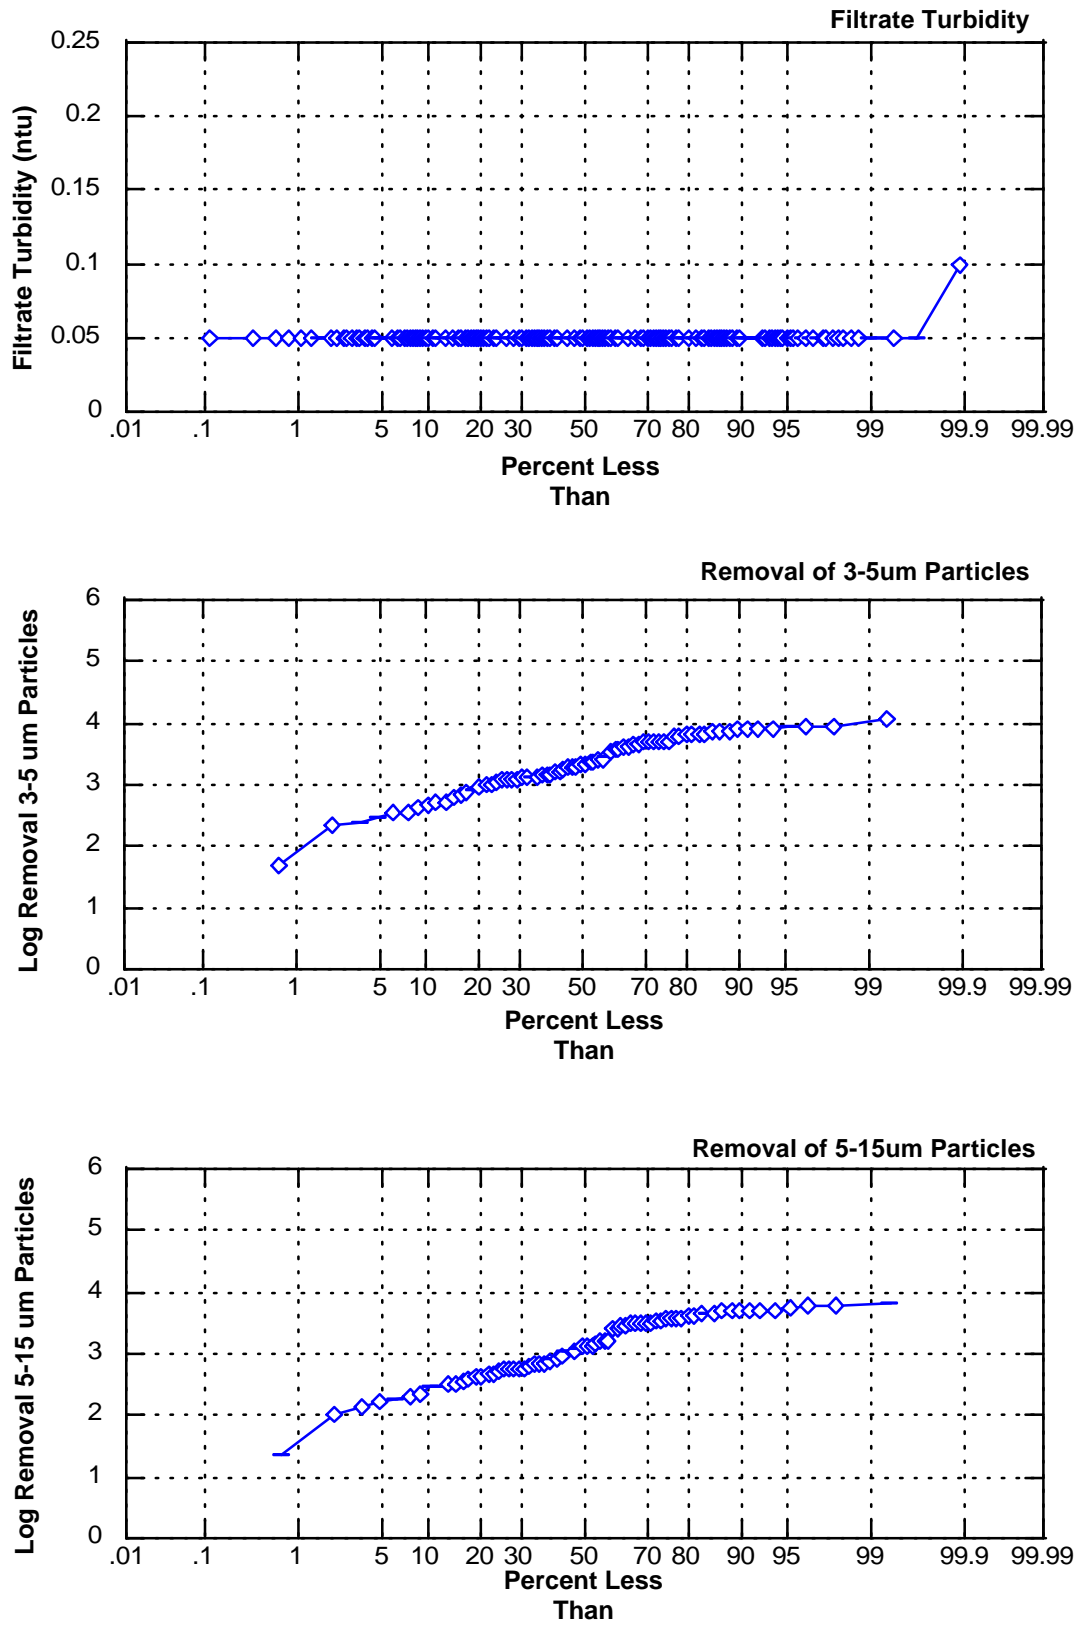 Filtrate Turbidity
0.25
0.2
0.15
0.1
0.05
0
Filtrate Turbidity (ntu)
.01 .1 1 5 10 20 30 50 70 80 90 95 99 99.9 99.99
Percent Less
Than
Removal of 3-5um Particles
6
5
4
3
2
1
0
Log Removal 3-5 um Particles
.01 .1 1 5 10 20 30 50 70 80 90 95 99 99.9 99.99
Percent Less
Than
Removal of 5-15um Particles
6
5
4
3
2
1
0
Log Removal 5-15 um Particles
.01 .1 1 5 10 20 30 50 70 80 90 95 99 99.9 99.99
Percent Less
Than